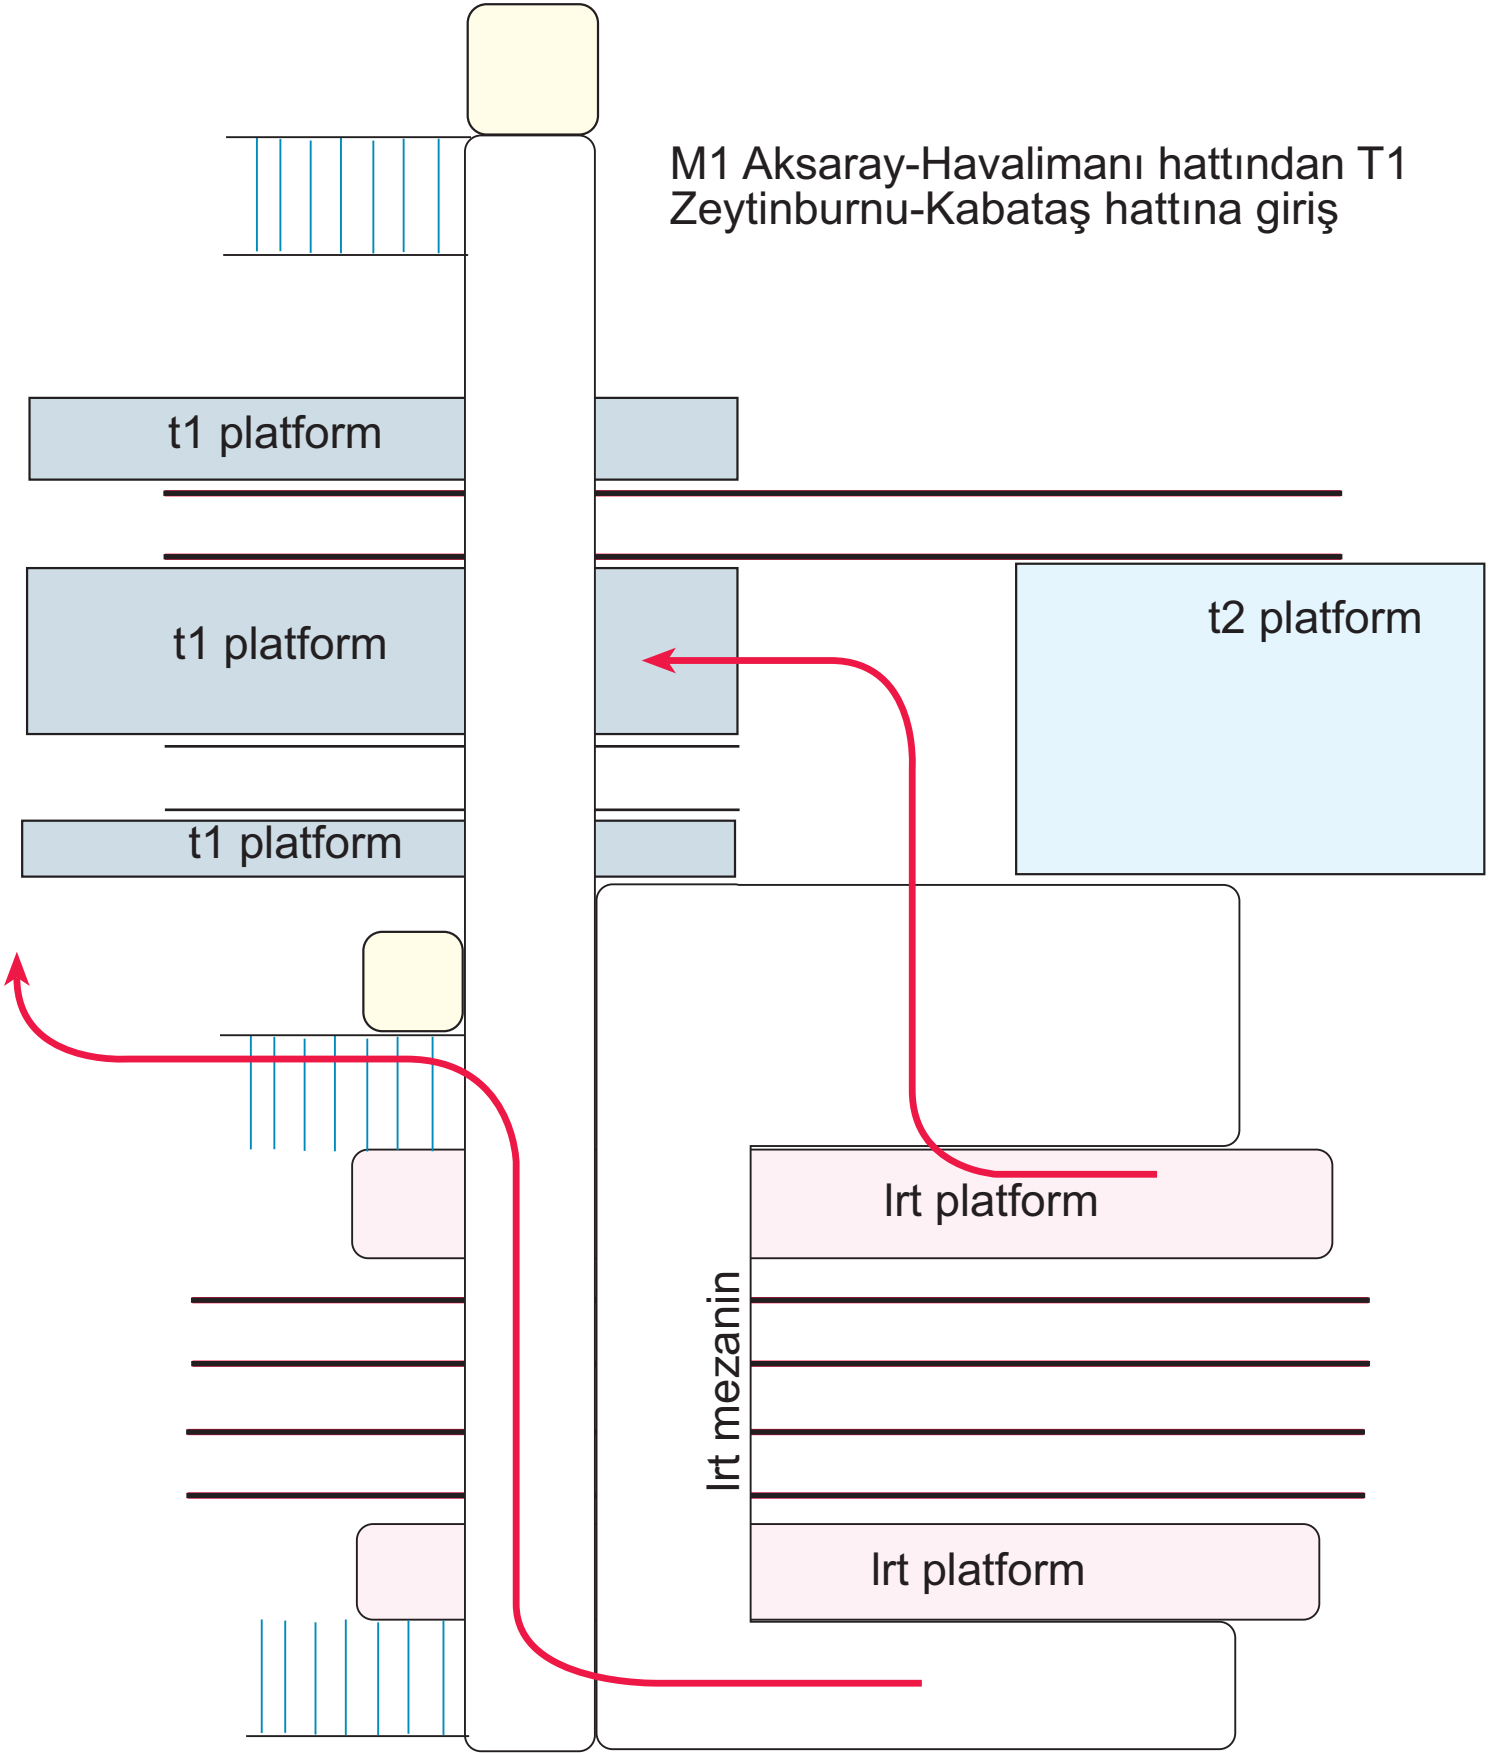 M1 Aksaray-Havalimanı hattından T1
Zeytinburnu-Kabataş hattına giriş
t1 platform
t1 platform
t2 platform
t1 platform
lrt platform
lrt mezanin
lrt platform